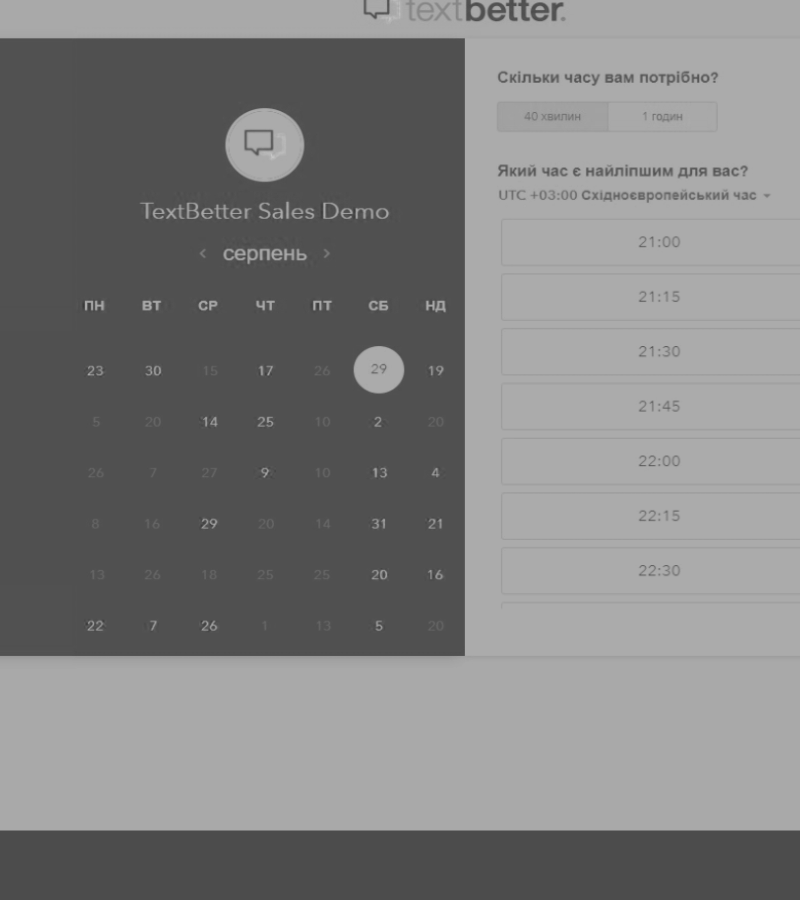 textbetter.
TextBetter Sales Demo
‹ серпень ›
ПН ВТ СР ЧТ ПТ СБ НД
23 30 15 17 26 29 19
5 20 14 25 10 2 20
26 7 27 9 10 13 4
8 16 29 20 14 31 21
13 26 18 25 25 20 16
22 7 26 1 13 5 20
Скільки часу вам потрібно?
40 хвилин 1 годин
Який час є найліпшим для вас?
UTC +03:00 Східноєвропейський час
21:00
21:15
21:30
21:45
22:00
22:15
22:30